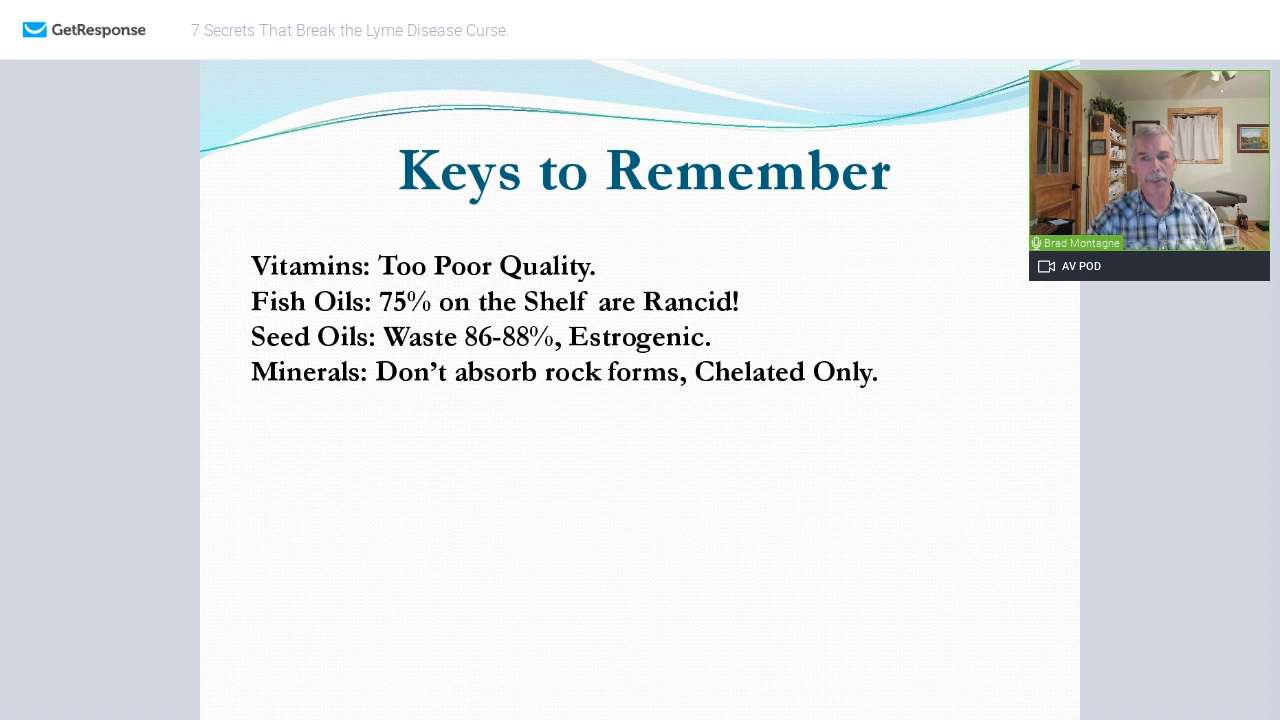 GetResponse
7 Secrets That Break the Lyme Disease Curse.
Keys to Remember
Vitamins: Too Poor Quality.
Fish Oils: 75% on the Shelf are Rancid!
Seed Oils: Waste 86-88%, Estrogenic.
Minerals: Don't absorb rock forms, Chelated Only.
Brad Montagne
AV POD